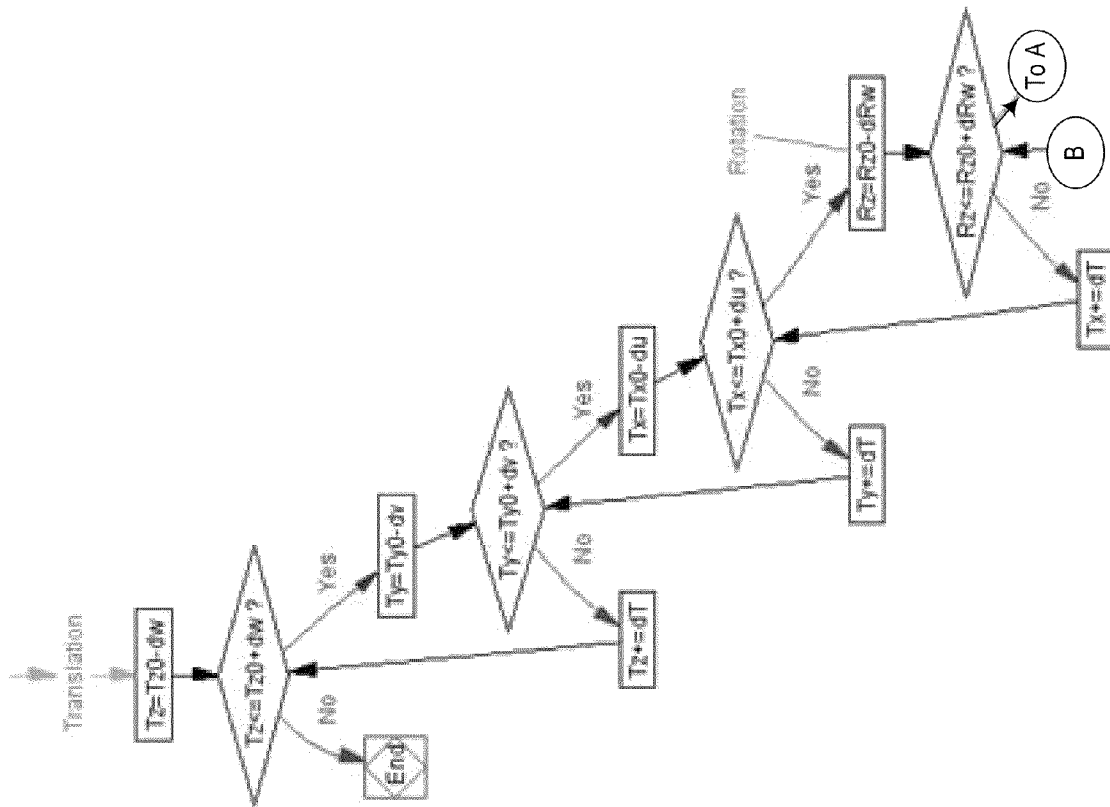 Translation
Tz=Tz0-dw
Tz<=Tz0+dw ?
No
Yes
End
Ty=Ty0-dv
Ty<=Ty0+dv ?
No
Yes
Tz+=dT
Tx=Tx0-du
Tx<=Tx0+du ?
No
Yes
Rotation
Ty+=dT
Rz=Rz0-dRw
Rz<=Rz0+dRw ?
No
To A
B
Tx+=dT